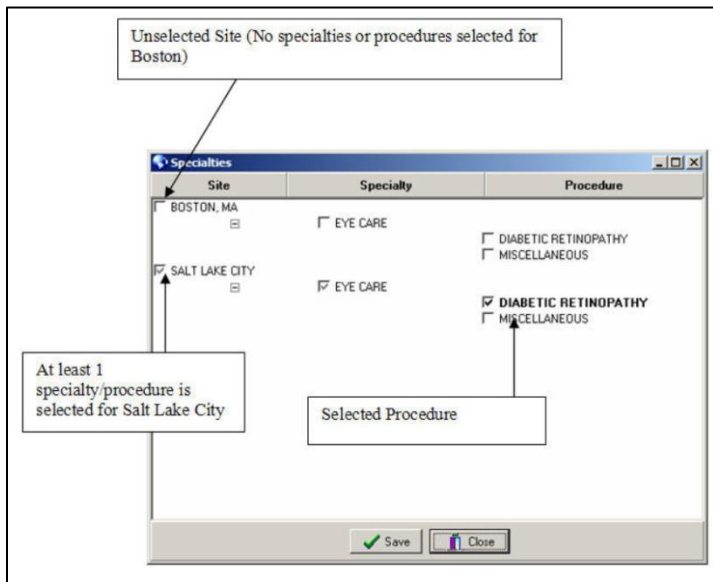 Unselected Site (No specialties or procedures selected for
Boston)
Specialties
Site Specialty Procedure
BOSTON, MA
EYE CARE
DIABETIC RETINOPATHY
MISCELLANEOUS
SALT LAKE CITY
EYE CARE
DIABETIC RETINOPATHY
MISCELLANEOUS
At least 1
specialty/procedure is
selected for Salt Lake City
Selected Procedure
Save Close